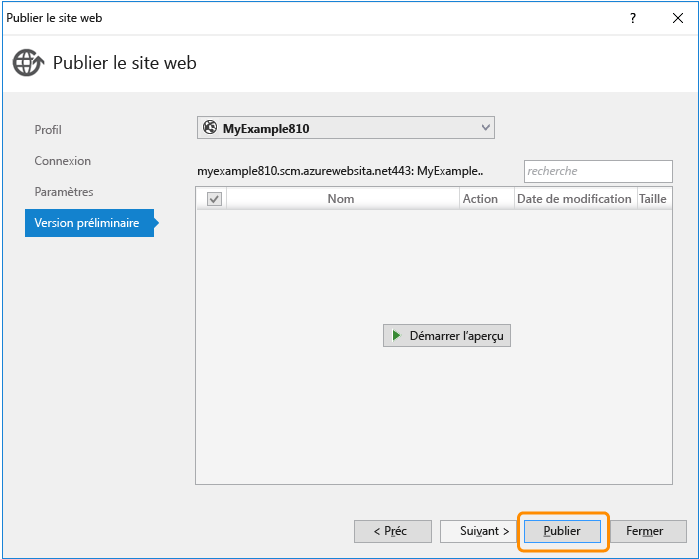 Publier le site web
?
Publier le site web
Profil
Connexion
Paramètres
Version préliminaire
MyExample810
myexample810.scm.azurewebsita.net443: MyExample..
recherche
Nom Action Date de modification Taille
Démarrer l'aperçu
< Préc Suivant > Publier Fermer